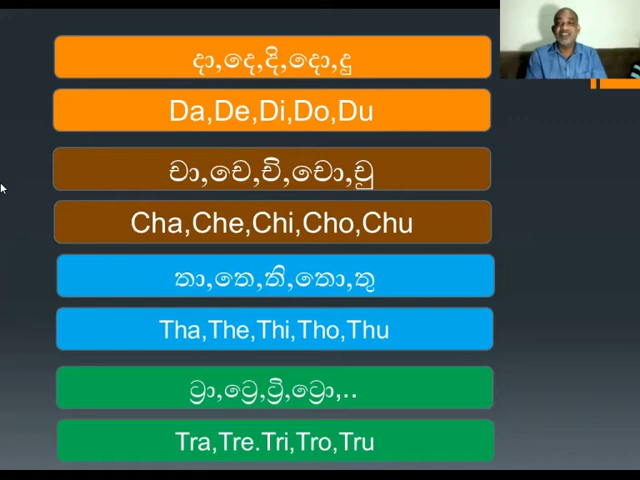 දා,දෙ,දි,දො,දු
Da,De,Di,Do,Du
චා,චෙ,චි,චො,චු
Cha,Che,Chi,Cho,Chu
තා,තෙ,ති,තො,තු
Tha,The,Thi,Tho,Thu
ට්‍රා,ට්‍රෙ,ට්‍රි,ට්‍රො,..
Tra,Tre.Tri,Tro,Tru